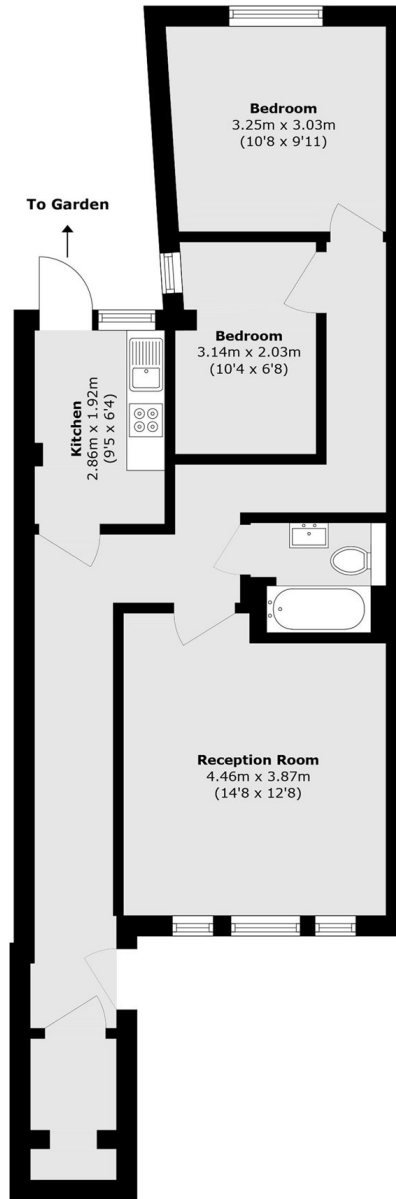 Bedroom
3.25m x 3.03m
(10'8 x 9'11)
To Garden
Bedroom
3.14m x 2.03m
(10'4 x 6'8)
Kitchen
2.86m x 1.92m
(9'5 x 6'4)
Reception Room
4.46m x 3.87m
(14'8 x 12'8)